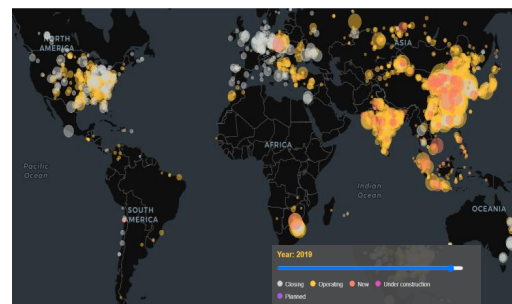 NORTH
AMERICA
ASIA
Pacific
Ocean
AFRICA
Indian
Ocean
SOUTH
AMERICA
OCEANIA
Year: 2019
Closing Operating New Under construction
Planned